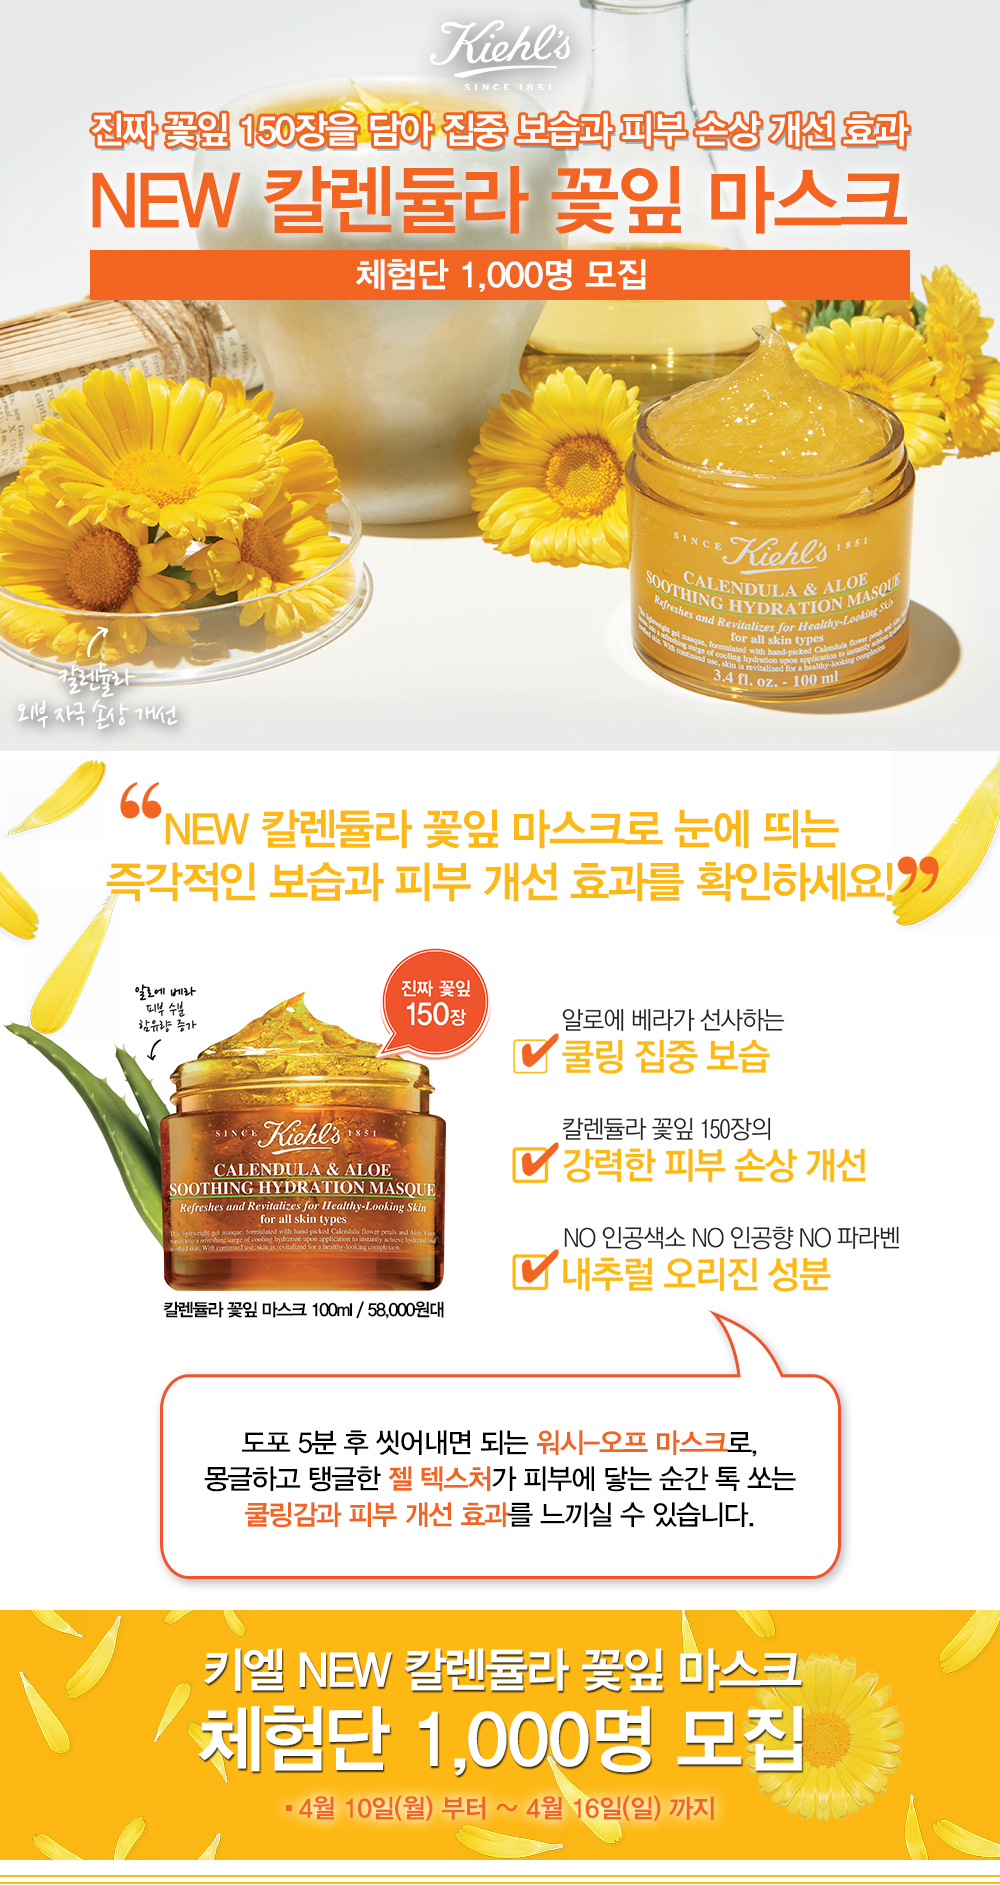 Kiehl's
SINCE 1851
진짜 꽃잎 150장을 담아 집중 보습과 피부 손상 개선 효과
NEW 칼렌듈라 꽃잎 마스크
체험단 1,000명 모집
SINCE Kiehl's 1851
CALENDULA & ALOE
SOOTHING HYDRATION MASQUE
Refreshes and Revitalizes for Healthy-Looking Skin
for all skin types
3.4 fl. oz. - 100 ml
칼렌듈라
외부 자극 손상 개선
“NEW 칼렌듈라 꽃잎 마스크로 눈에 띄는
즉각적인 보습과 피부 개선 효과를 확인하세요!”
알로에 베라
피부 수분
함유량 증가
진짜 꽃잎
150장
SINCE Kiehl's 1851
CALENDULA & ALOE
SOOTHING HYDRATION MASQUE
Refreshes and Revitalizes for Healthy-Looking Skin
for all skin types
칼렌듈라 꽃잎 마스크 100ml / 58,000원대
알로에 베라가 선사하는
쿨링 집중 보습
칼렌듈라 꽃잎 150장의
강력한 피부 손상 개선
NO 인공색소 NO 인공향 NO 파라벤
내추럴 오리진 성분
도포 5분 후 씻어내면 되는 워시-오프 마스크로,
몽글하고 탱글한 젤 텍스처가 피부에 닿는 순간 톡 쏘는
쿨링감과 피부 개선 효과를 느끼실 수 있습니다.
키엘 NEW 칼렌듈라 꽃잎 마스크
체험단 1,000명 모집
▪ 4월 10일(월) 부터 ~ 4월 16일(일) 까지